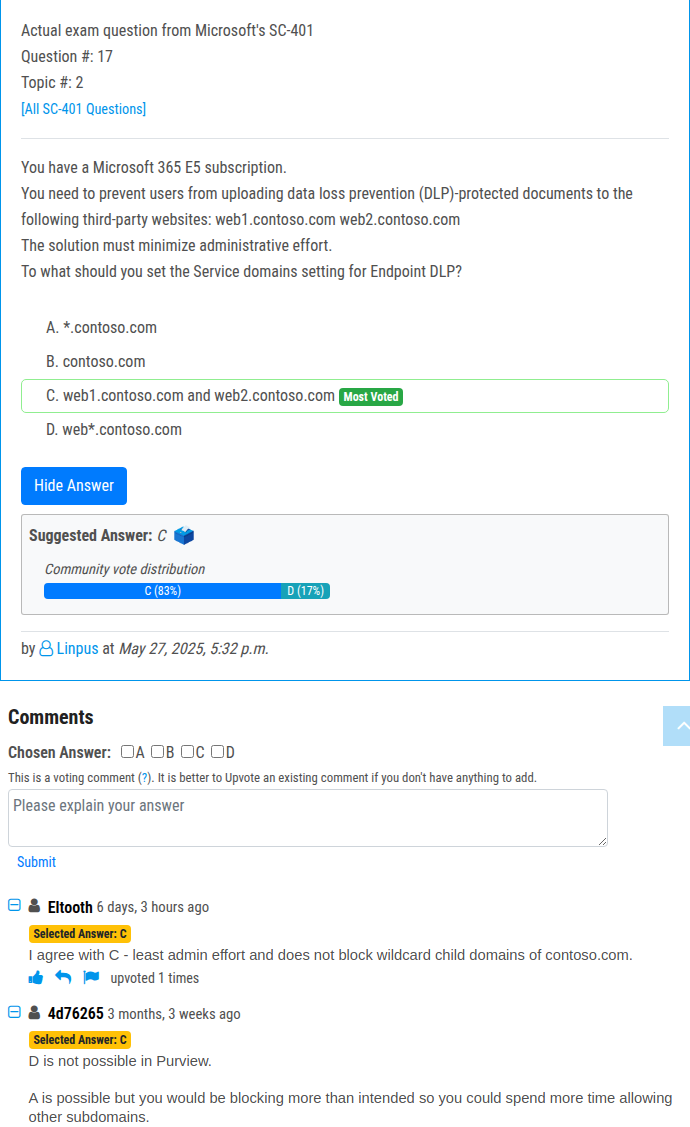 Actual exam question from Microsoft's SC-401
Question #: 17
Topic #: 2
[All SC-401 Questions]
You have a Microsoft 365 E5 subscription.
You need to prevent users from uploading data loss prevention (DLP)-protected documents to the
following third-party websites: web1.contoso.com web2.contoso.com
The solution must minimize administrative effort.
To what should you set the Service domains setting for Endpoint DLP?
A. *.contoso.com
B. contoso.com
C. web1.contoso.com and web2.contoso.com Most Voted
D. web*.contoso.com
Hide Answer
Suggested Answer: C
Community vote distribution
C (83%) D (17%)
by Linpus at May 27, 2025, 5:32 p.m.
Comments
Chosen Answer: A B C D
This is a voting comment (?). It is better to Upvote an existing comment if you don't have anything to add.
Please explain your answer
Submit
Eltooth 6 days, 3 hours ago
Selected Answer: C
I agree with C - least admin effort and does not block wildcard child domains of contoso.com.
upvoted 1 times
4d76265 3 months, 3 weeks ago
Selected Answer: C
D is not possible in Purview.
A is possible but you would be blocking more than intended so you could spend more time allowing
other subdomains.